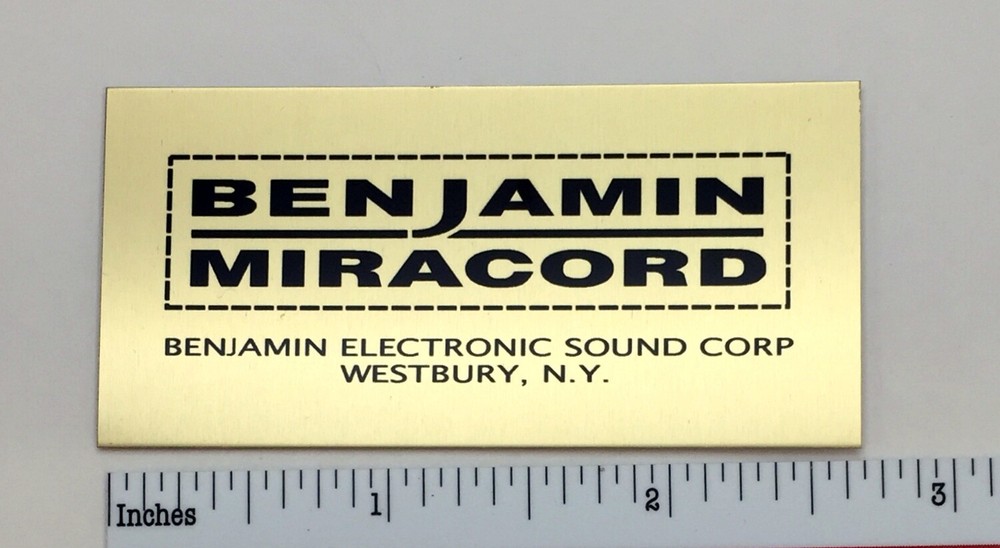 BENJAMIN
MIRACORD
BENJAMIN ELECTRONIC SOUND CORP
WESTBURY, N.Y.
1 2 3
Inches